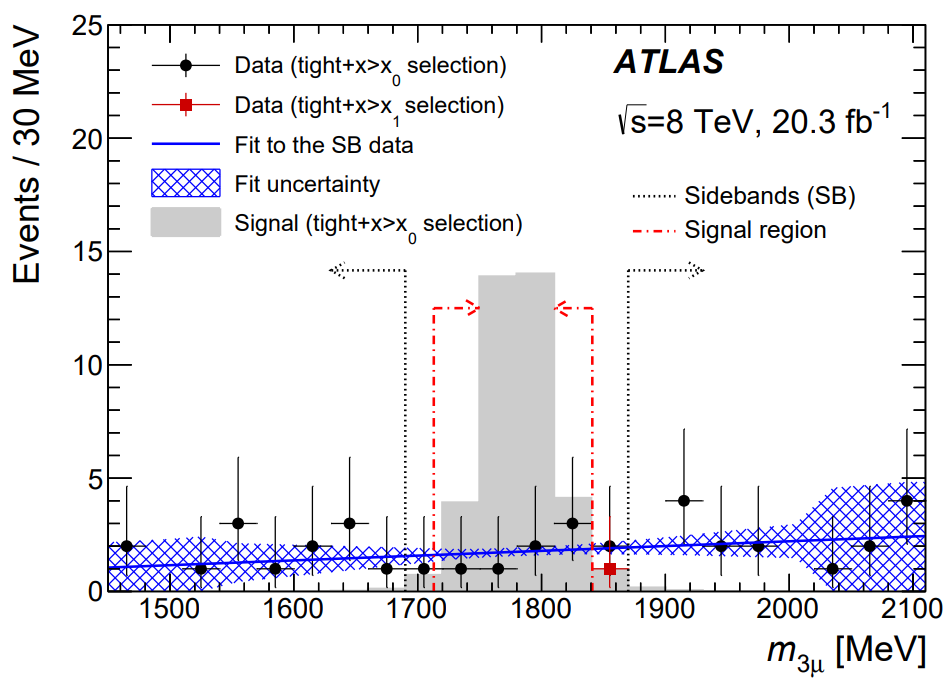 Events / 30 MeV
25
20
15
10
5
0
Data (tight+x>x₀ selection)
Data (tight+x>x₁ selection)
Fit to the SB data
Fit uncertainty
Signal (tight+x>x₀ selection)
ATLAS
√s=8 TeV, 20.3 fb⁻¹
Sidebands (SB)
Signal region
1500 1600 1700 1800 1900 2000 2100
m₃μ [MeV]